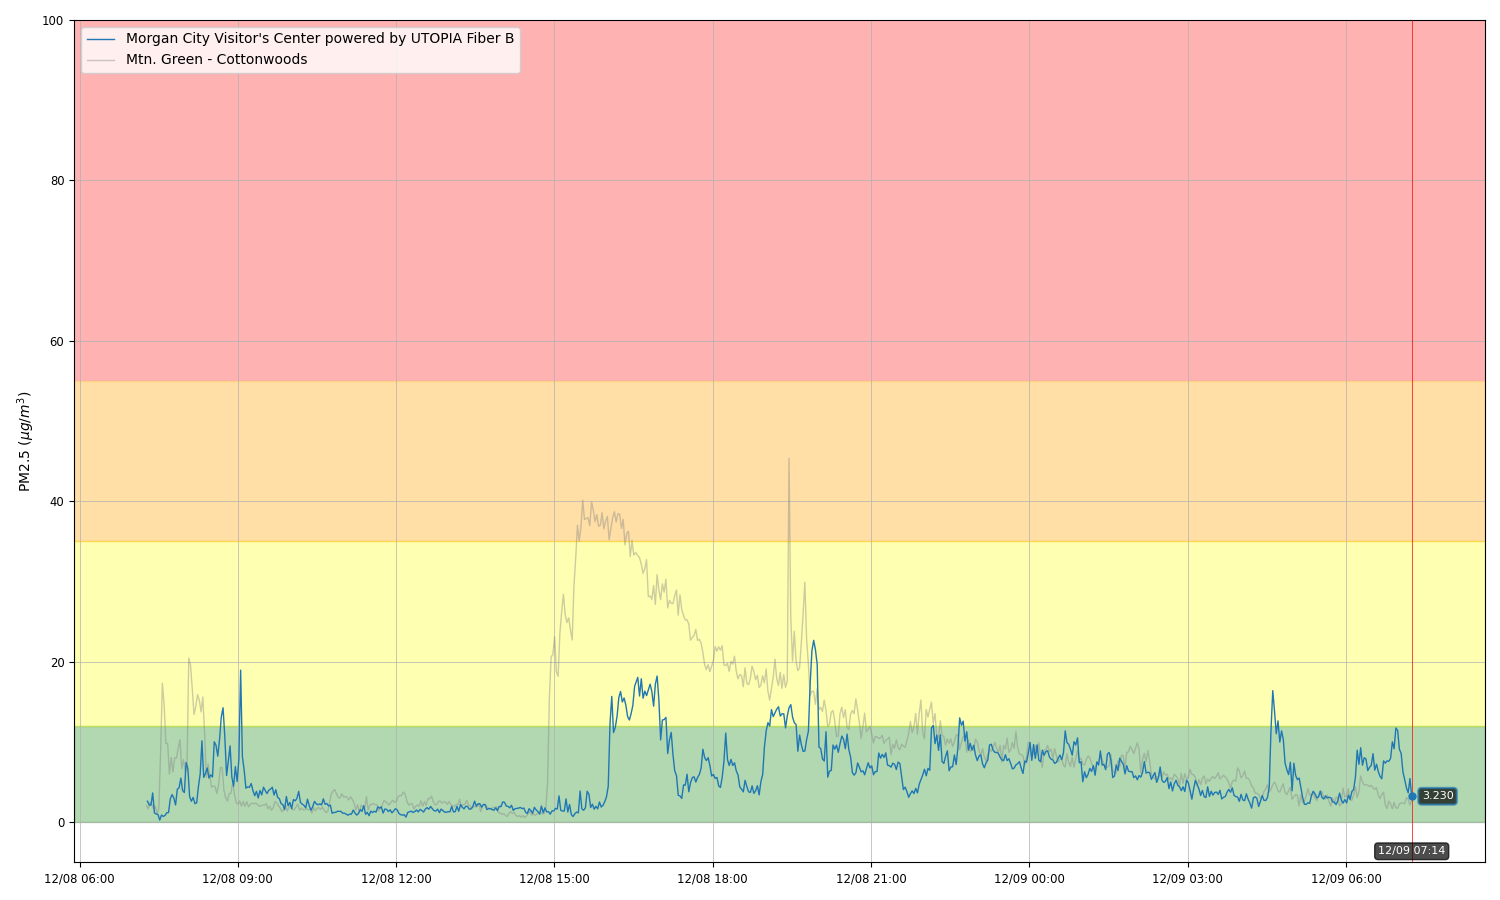 Morgan City Visitor's Center powered by UTOPIA Fiber B
Mtn. Green - Cottonwoods
100
80
60
40
20
0
PM2.5 (μg/m³)
3.230
12/09 07:14
12/08 06:00 12/08 09:00 12/08 12:00 12/08 15:00 12/08 18:00 12/08 21:00 12/09 00:00 12/09 03:00 12/09 06:00